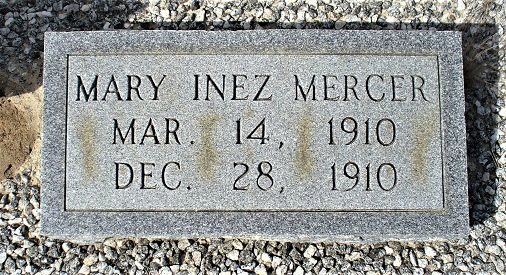 MARY INEZ MERCER
MAR. 14, 1910
DEC. 28, 1910